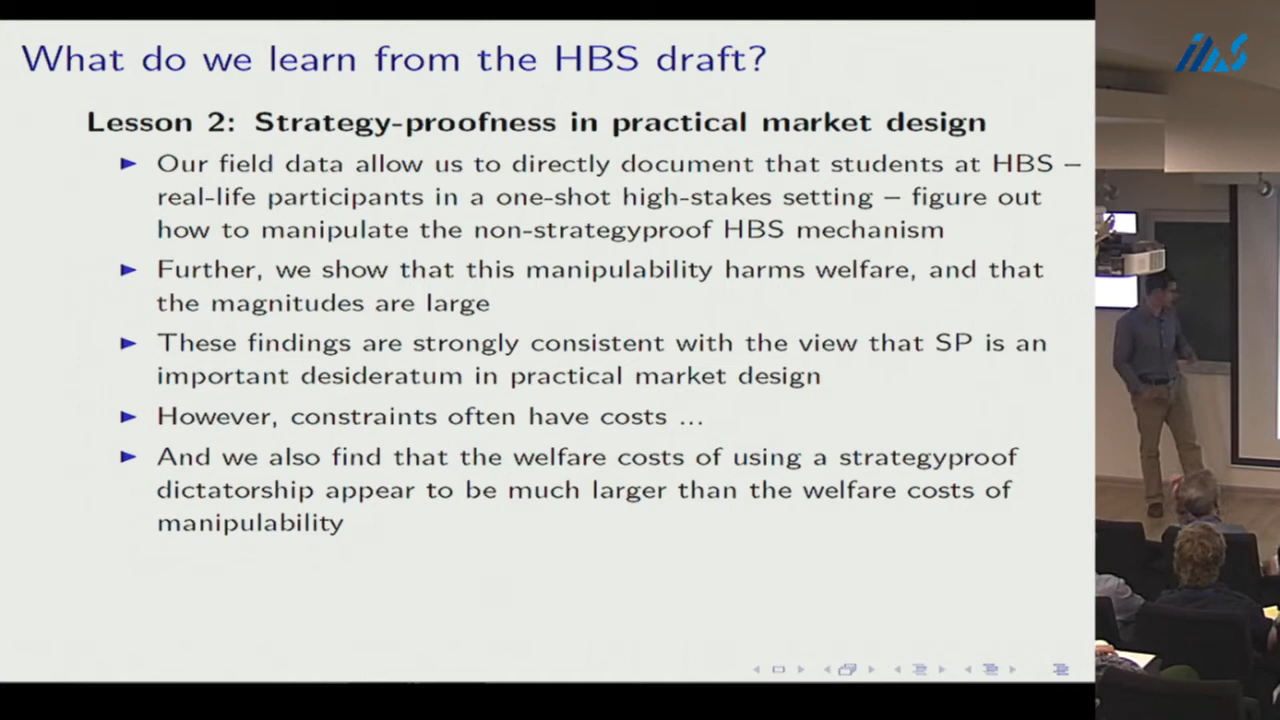 What do we learn from the HBS draft?
IIAS
Lesson 2: Strategy-proofness in practical market design
► Our field data allow us to directly document that students at HBS –
real-life participants in a one-shot high-stakes setting – figure out
how to manipulate the non-strategyproof HBS mechanism
► Further, we show that this manipulability harms welfare, and that
the magnitudes are large
► These findings are strongly consistent with the view that SP is an
important desideratum in practical market design
► However, constraints often have costs ...
► And we also find that the welfare costs of using a strategyproof
dictatorship appear to be much larger than the welfare costs of
manipulability